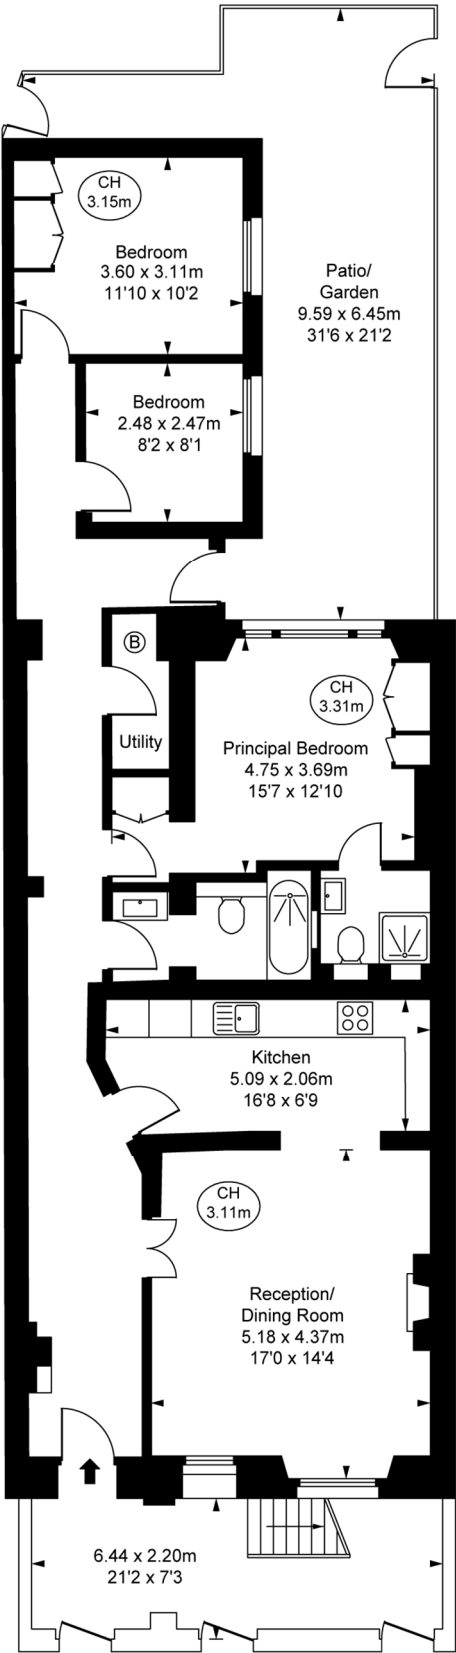 CH
3.15m
Bedroom
3.60 x 3.11m
11'10 x 10'2
Patio/
Garden
9.59 x 6.45m
31'6 x 21'2
Bedroom
2.48 x 2.47m
8'2 x 8'1
B
Utility
CH
3.31m
Principal Bedroom
4.75 x 3.69m
15'7 x 12'10
Kitchen
5.09 x 2.06m
16'8 x 6'9
CH
3.11m
Reception/
Dining Room
5.18 x 4.37m
17'0 x 14'4
6.44 x 2.20m
21'2 x 7'3